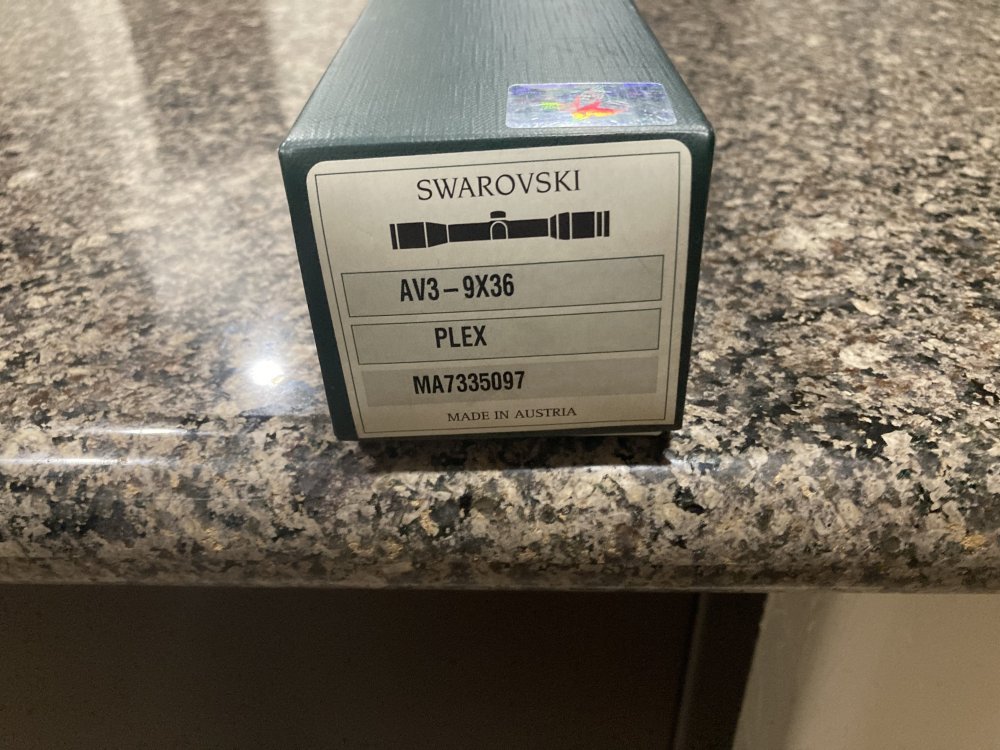 SWAROVSKI
AV3-9X36
PLEX
MA7335097
MADE IN AUSTRIA